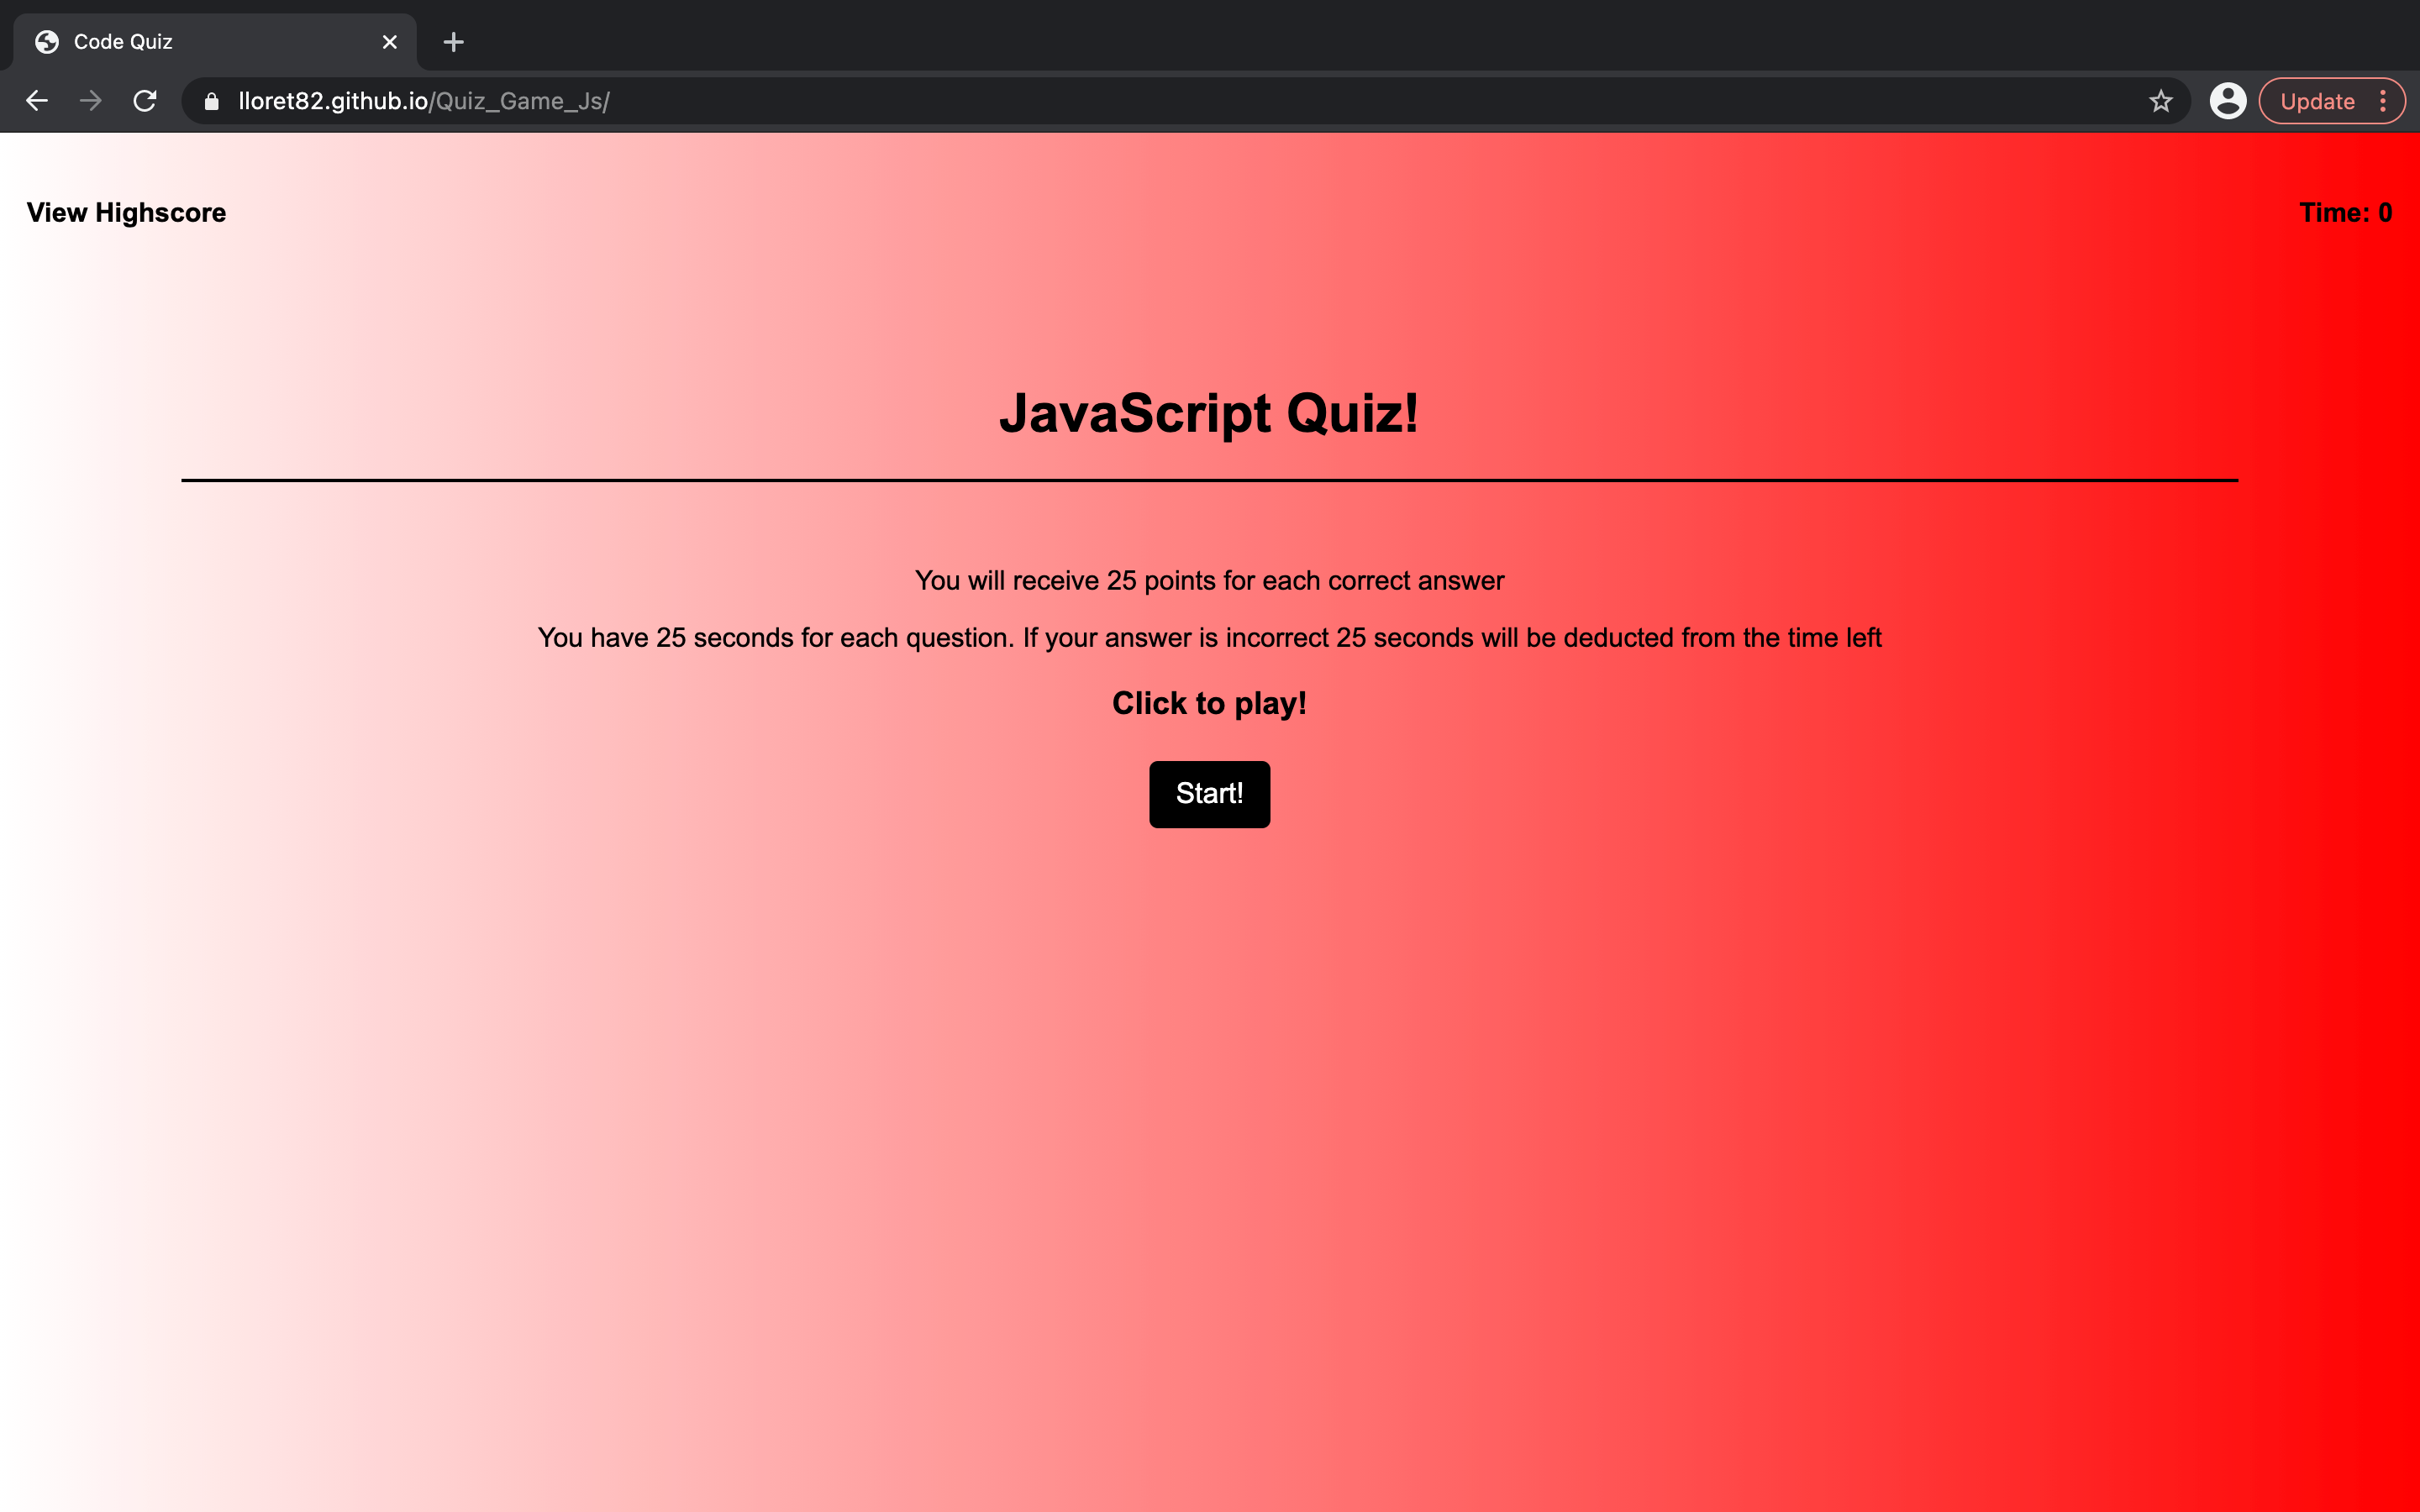 Code Quiz
lloret82.github.io/Quiz_Game_Js/
Update
View Highscore
Time: 0
JavaScript Quiz!
You will receive 25 points for each correct answer
You have 25 seconds for each question. If your answer is incorrect 25 seconds will be deducted from the time left
Click to play!
Start!